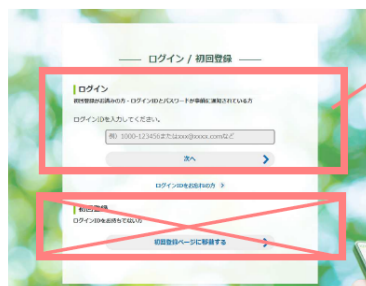 ログイン / 初回登録
ログイン
初回登録がお済みの方・ログインIDとパスワードが事前に通知されている方
ログインIDを入力してください。
例）1000-123456またはxxx@xxxx.comなど
次へ
ログインIDをお忘れの方
初回登録
ログインIDをお持ちでない方
初回登録ページに移動する